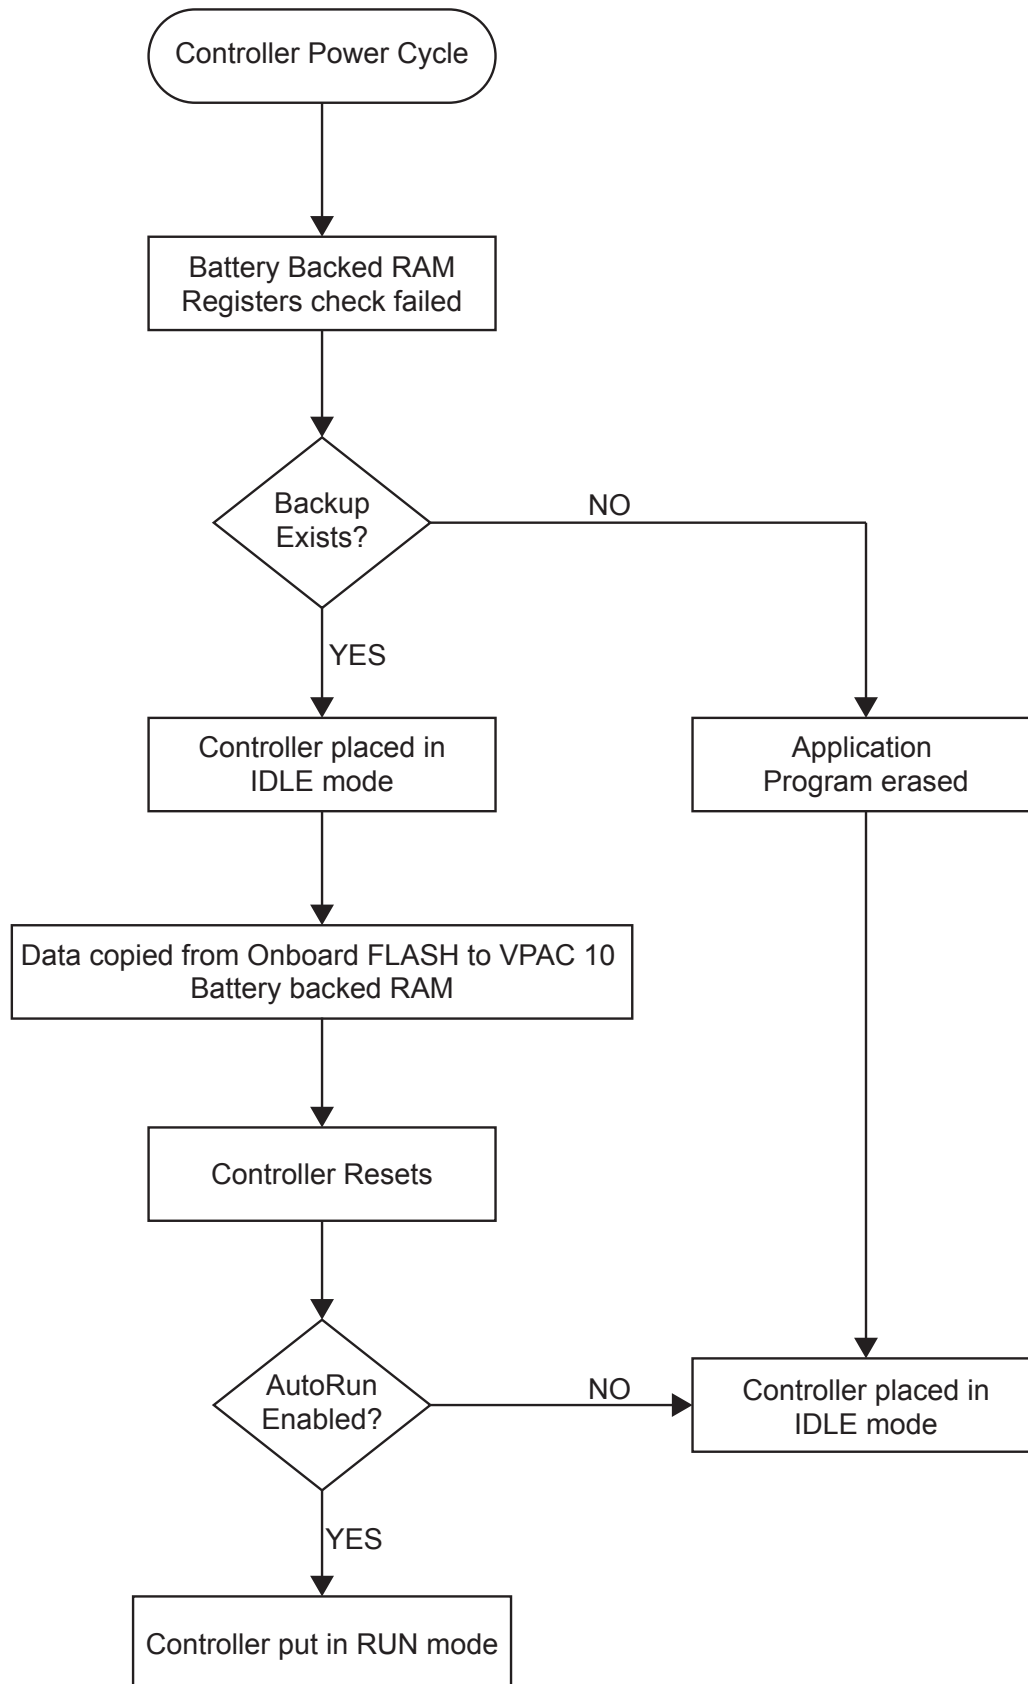 Controller Power Cycle
Battery Backed RAM
Registers check failed
Backup
Exists?
NO
YES
Controller placed in
IDLE mode
Application
Program erased
Data copied from Onboard FLASH to VPAC 10
Battery backed RAM
Controller Resets
AutoRun
Enabled?
NO
Controller placed in
IDLE mode
YES
Controller put in RUN mode